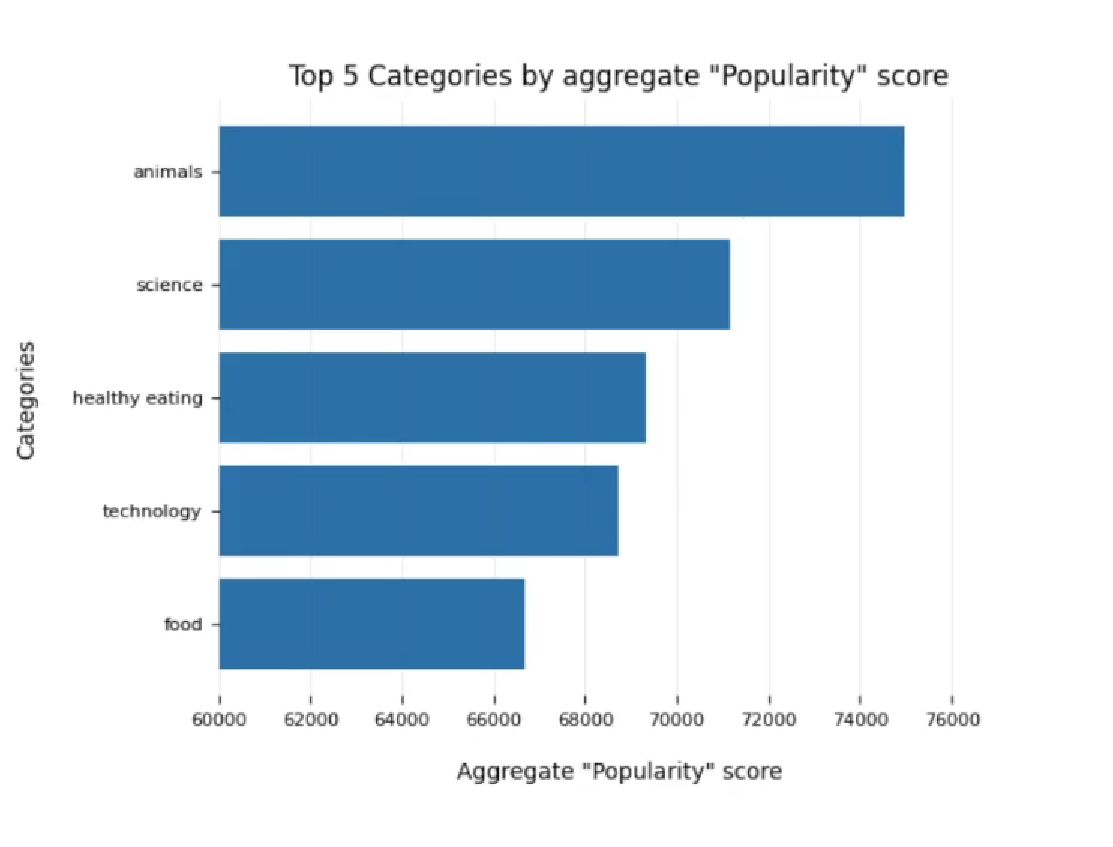 Top 5 Categories by aggregate "Popularity" score
Categories
animals
science
healthy eating
technology
food
60000 62000 64000 66000 68000 70000 72000 74000 76000
Aggregate "Popularity" score